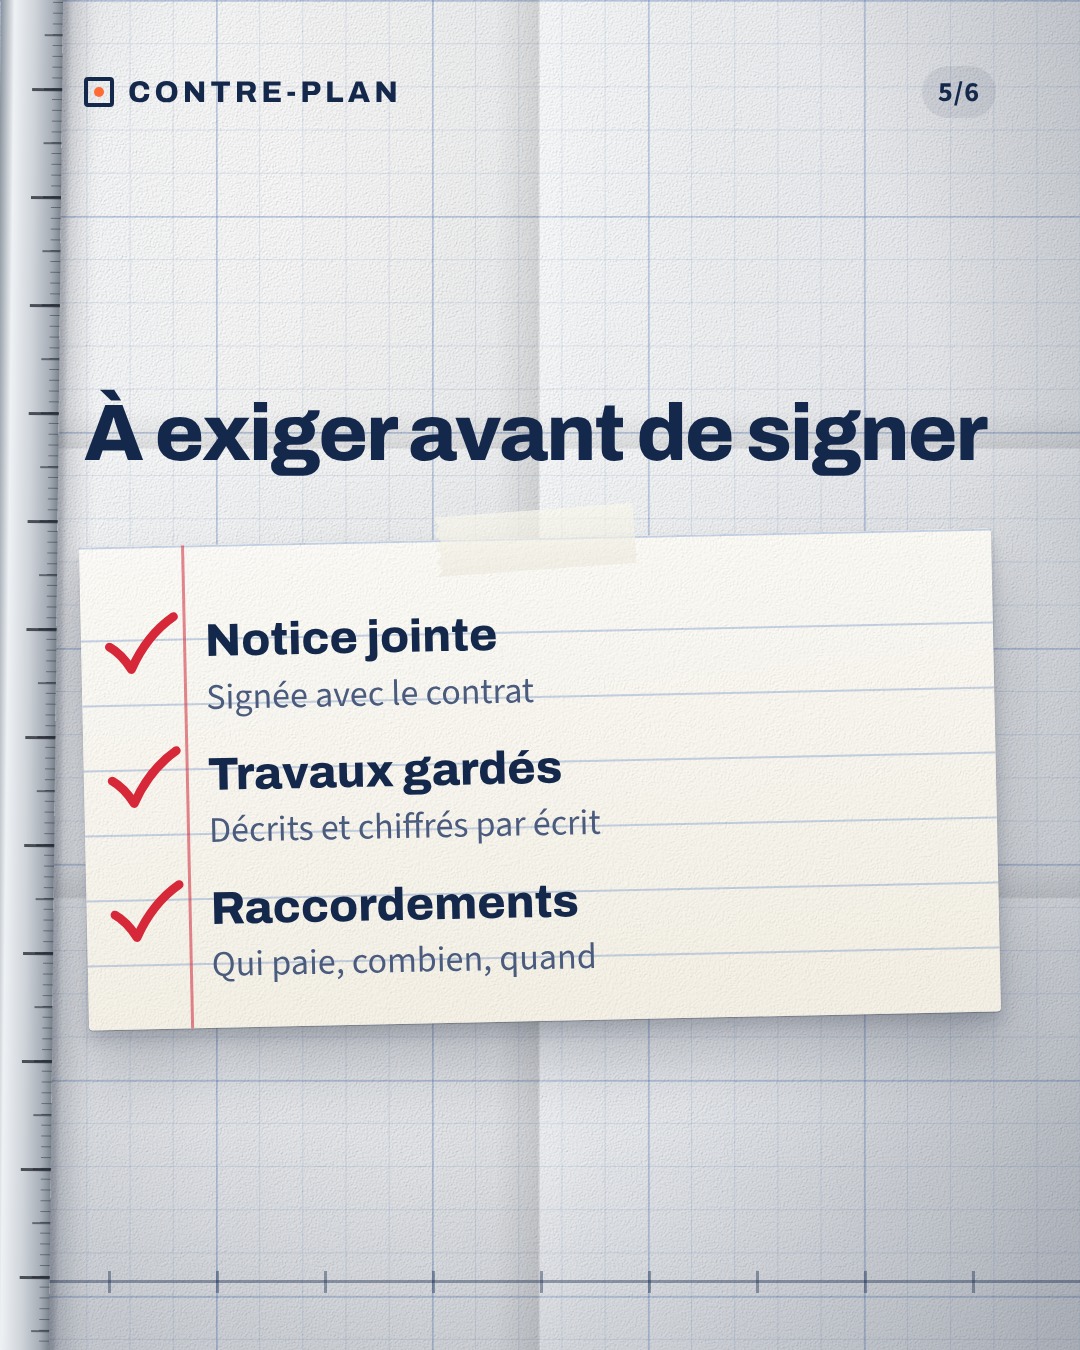 CONTRE-PLAN
5/6
À exiger avant de signer
Notice jointe
Signée avec le contrat
Travaux gardés
Décrits et chiffrés par écrit
Raccordements
Qui paie, combien, quand